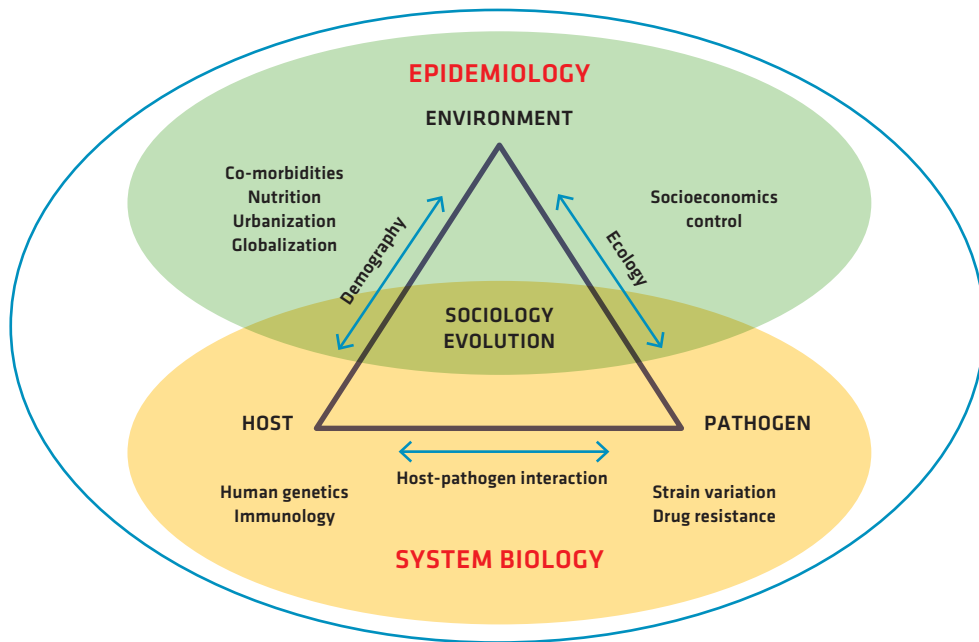 EPIDEMIOLOGY
ENVIRONMENT
Co-morbidities
Nutrition
Urbanization
Globalization
Socioeconomics
control
Demography
Ecology
SOCIOLOGY
EVOLUTION
HOST
PATHOGEN
Host-pathogen interaction
Human genetics
Immunology
Strain variation
Drug resistance
SYSTEM BIOLOGY